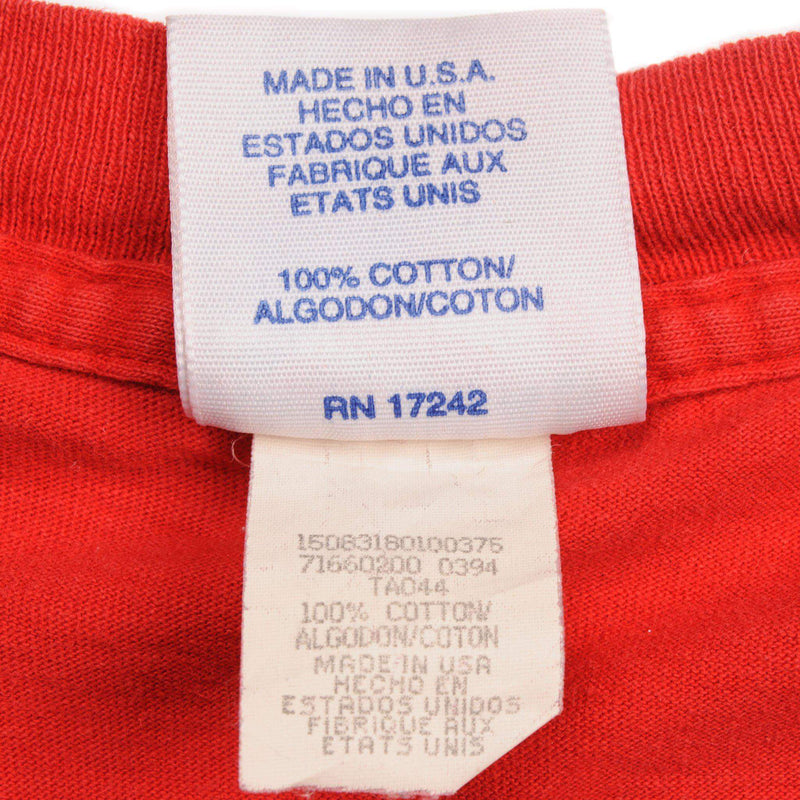 MADE IN U.S.A.
HECHO EN
ESTADOS UNIDOS
FABRIQUE AUX
ETATS UNIS
100% COTTON/
ALGODON/COTON
RN 17242
15083180100375
71660200 0394
TAO44
100% COTTON/
ALGODON/COTON
MADE IN USA
HECHO EN
ESTADOS UNIDOS
FABRIQUE AUX
ETATS UNIS